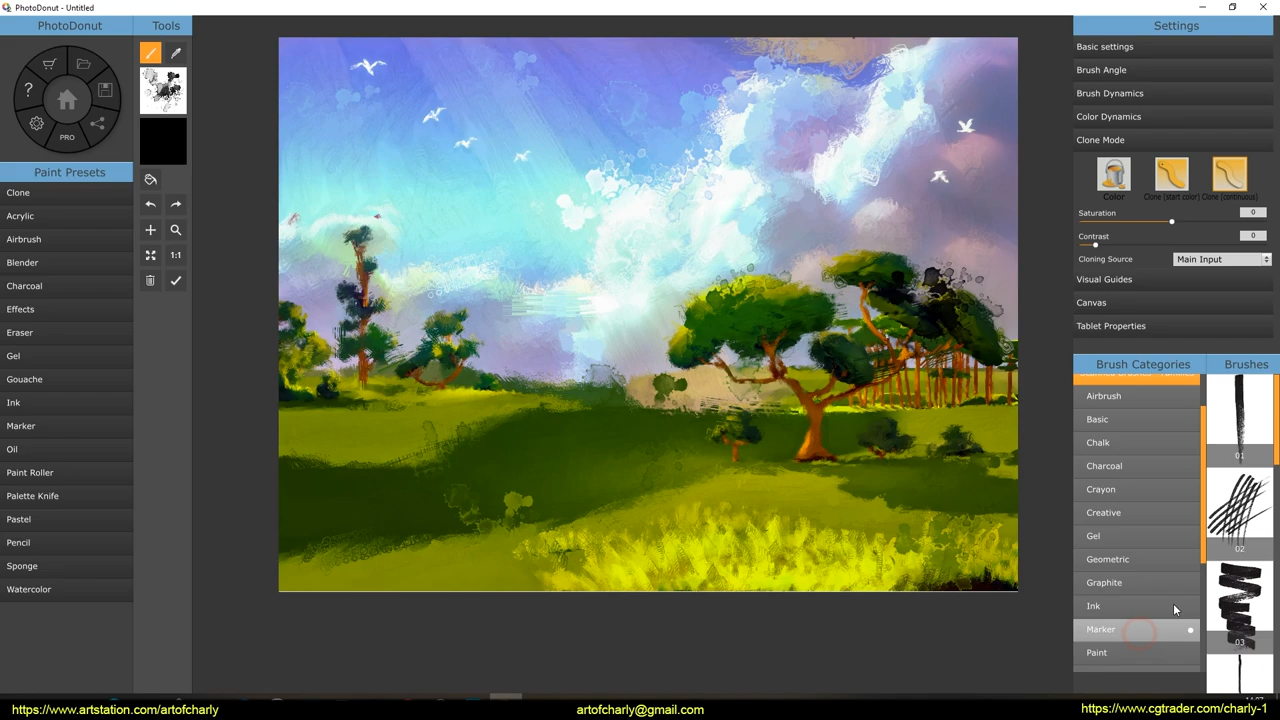 PhotoDonut - Untitled
PhotoDonut
Tools
Settings
?
PRO
Paint Presets
Clone
Acrylic
Airbrush
Blender
Charcoal
Effects
Eraser
Gel
Gouache
Ink
Marker
Oil
Paint Roller
Palette Knife
Pastel
Pencil
Sponge
Watercolor
1:1
Basic settings
Brush Angle
Brush Dynamics
Color Dynamics
Clone Mode
Color
Clone (start color)
Clone (continuous)
Saturation
0
Contrast
0
Cloning Source
Main Input
Visual Guides
Canvas
Tablet Properties
Brush Categories
Brushes
Airbrush
Basic
Chalk
Charcoal
Crayon
Creative
Gel
Geometric
Graphite
Ink
Marker
Paint
01
02
03
https://www.artstation.com/artofcharly
artofcharly@gmail.com
https://www.cgtrader.com/charly-1